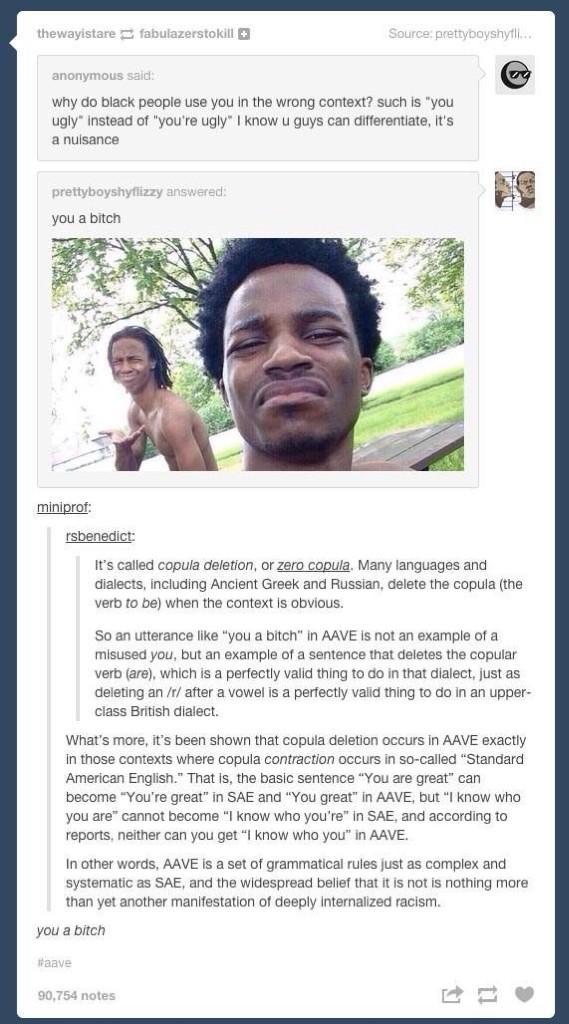 thewayistare fabulazerstokill
Source: prettyboyshyfli...
anonymous said:
why do black people use you in the wrong context? such is "you
ugly" instead of "you're ugly" I know u guys can differentiate, it's
a nuisance
prettyboyshyflizzy answered:
you a bitch
miniprof:
rsbenedict:
It's called copula deletion, or zero copula. Many languages and
dialects, including Ancient Greek and Russian, delete the copula (the
verb to be) when the context is obvious.
So an utterance like "you a bitch" in AAVE is not an example of a
misused you, but an example of a sentence that deletes the copular
verb (are), which is a perfectly valid thing to do in that dialect, just as
deleting an /r/ after a vowel is a perfectly valid thing to do in an upper-
class British dialect.
What's more, it's been shown that copula deletion occurs in AAVE exactly
in those contexts where copula contraction occurs in so-called "Standard
American English." That is, the basic sentence "You are great" can
become "You're great" in SAE and "You great" in AAVE, but "I know who
you are" cannot become "I know who you're" in SAE, and according to
reports, neither can you get "I know who you" in AAVE.
In other words, AAVE is a set of grammatical rules just as complex and
systematic as SAE, and the widespread belief that it is not is nothing more
than yet another manifestation of deeply internalized racism.
you a bitch
#aave
90,754 notes